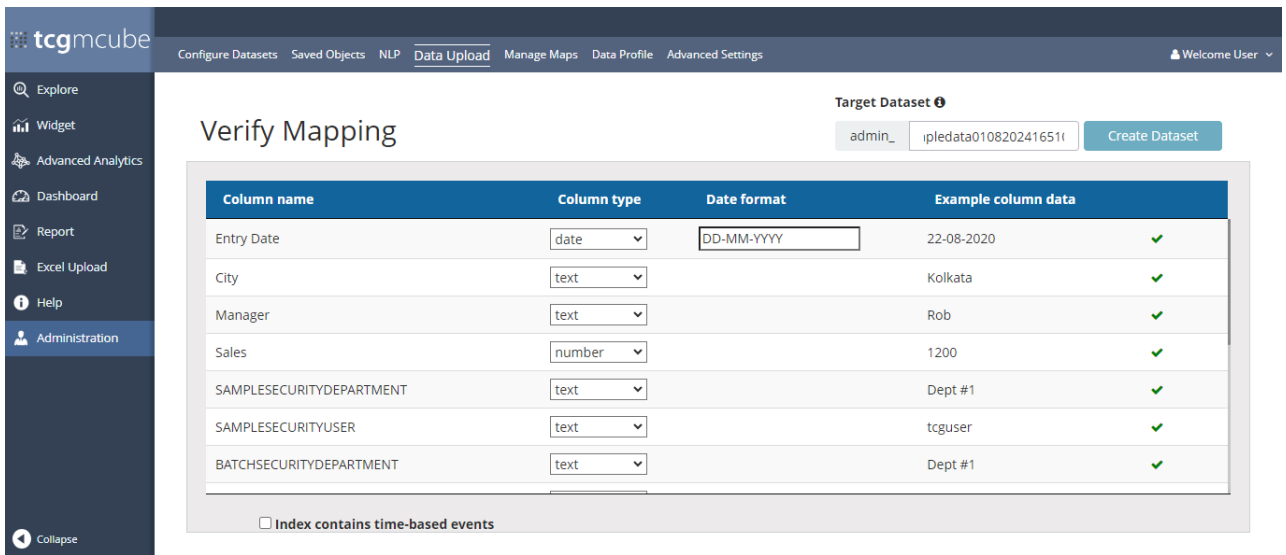 tcgmcube
Configure Datasets Saved Objects NLP Data Upload Manage Maps Data Profile Advanced Settings Welcome User
Explore
Widget
Advanced Analytics
Dashboard
Report
Excel Upload
Help
Administration
Collapse
Target Dataset
Verify Mapping
admin_ pledata0108202416510 Create Dataset
Column name Column type Date format Example column data
Entry Date date DD-MM-YYYY 22-08-2020
City text Kolkata
Manager text Rob
Sales number 1200
SAMPLESECURITYDEPARTMENT text Dept #1
SAMPLESECURITYUSER text tcguser
BATCHSECURITYDEPARTMENT text Dept #1
Index contains time-based events